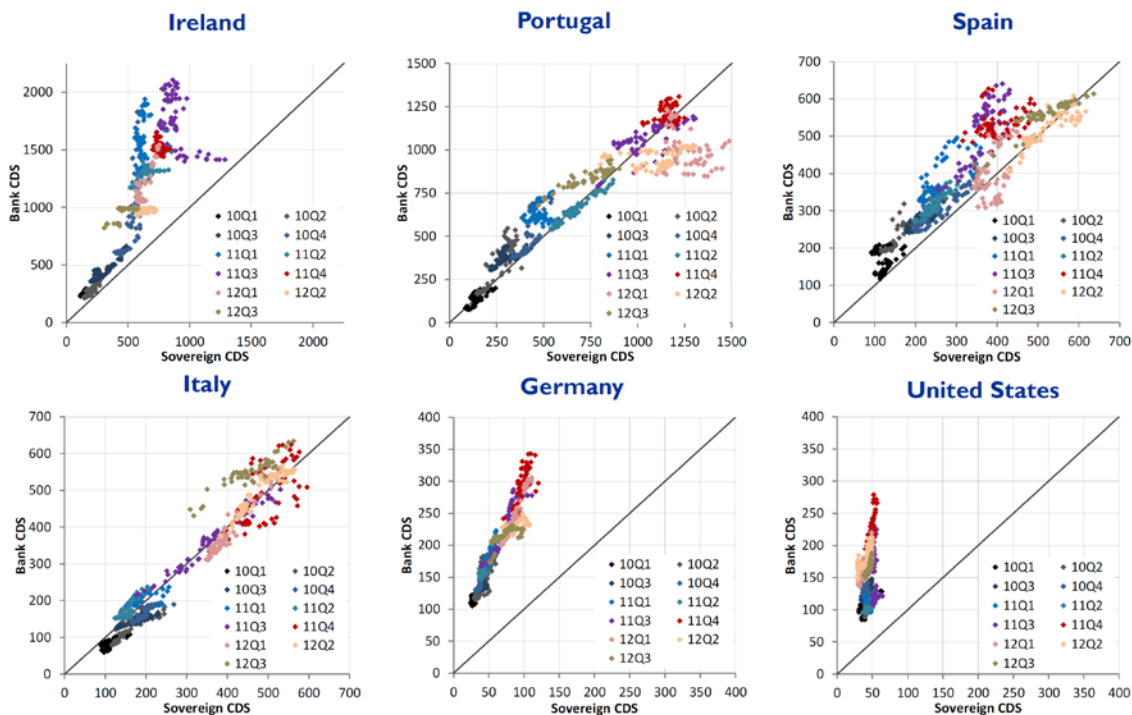 Ireland
Bank CDS
2000
1500
1000
500
0
0 500 1000 1500 2000
Sovereign CDS
10Q1 10Q2
10Q3 10Q4
11Q1 11Q2
11Q3 11Q4
12Q1 12Q2
12Q3
Portugal
Bank CDS
1500
1250
1000
750
500
250
0
0 250 500 750 1000 1250 1500
Sovereign CDS
10Q1 10Q2
10Q3 10Q4
11Q1 11Q2
11Q3 11Q4
12Q1 12Q2
12Q3
Spain
Bank CDS
700
600
500
400
300
200
100
0
0 100 200 300 400 500 600 700
Sovereign CDS
10Q1 10Q2
10Q3 10Q4
11Q1 11Q2
11Q3 11Q4
12Q1 12Q2
12Q3
Italy
Bank CDS
700
600
500
400
300
200
100
0
0 100 200 300 400 500 600 700
Sovereign CDS
10Q1 10Q2
10Q3 10Q4
11Q1 11Q2
11Q3 11Q4
12Q1 12Q2
12Q3
Germany
Bank CDS
400
350
300
250
200
150
100
50
0
0 50 100 150 200 250 300 350 400
Sovereign CDS
10Q1 10Q2
10Q3 10Q4
11Q1 11Q2
11Q3 11Q4
12Q1 12Q2
12Q3
United States
Bank CDS
400
350
300
250
200
150
100
50
0
0 50 100 150 200 250 300 350 400
Sovereign CDS
10Q1 10Q2
10Q3 10Q4
11Q1 11Q2
11Q3 11Q4
12Q1 12Q2
12Q3